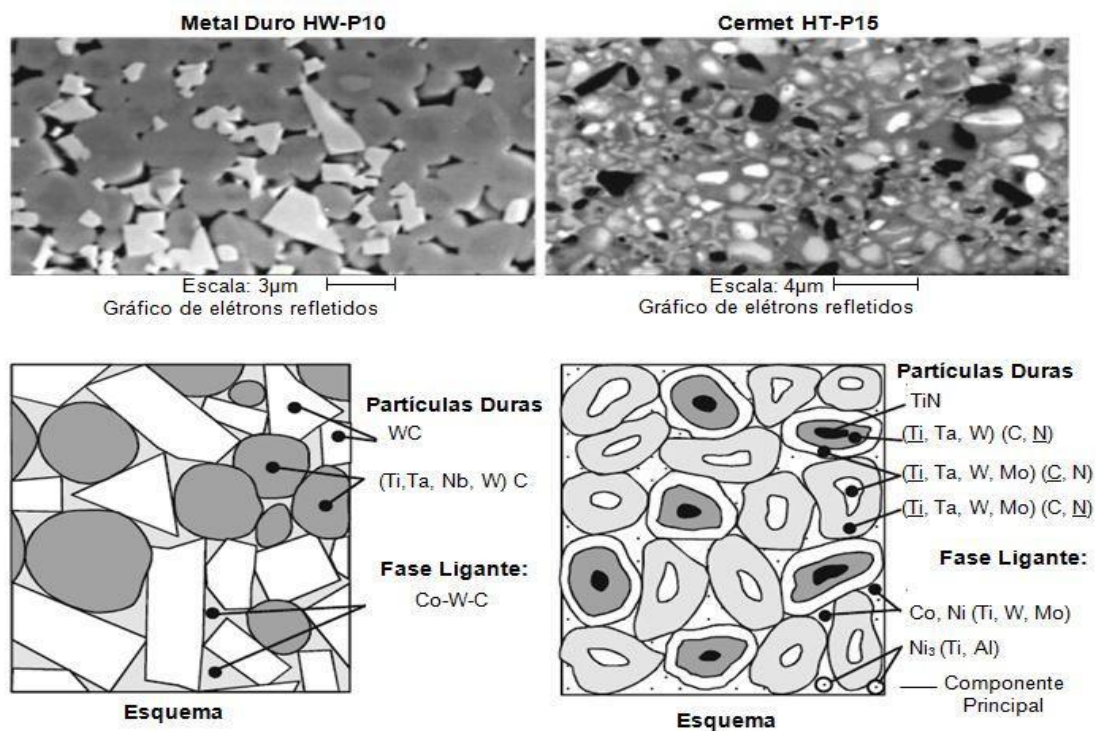 Metal Duro HW-P10
Escala: 3µm
Gráfico de elétrons refletidos
Cermet HT-P15
Escala: 4µm
Gráfico de elétrons refletidos
Partículas Duras
WC
(Ti,Ta, Nb, W) C
Fase Ligante:
Co-W-C
Esquema
Partículas Duras
TiN
(Ti, Ta, W) (C, N)
(Ti, Ta, W, Mo) (C, N)
(Ti, Ta, W, Mo) (C, N)
Fase Ligante:
Co, Ni (Ti, W, Mo)
Ni₃ (Ti, Al)
Componente
Principal
Esquema